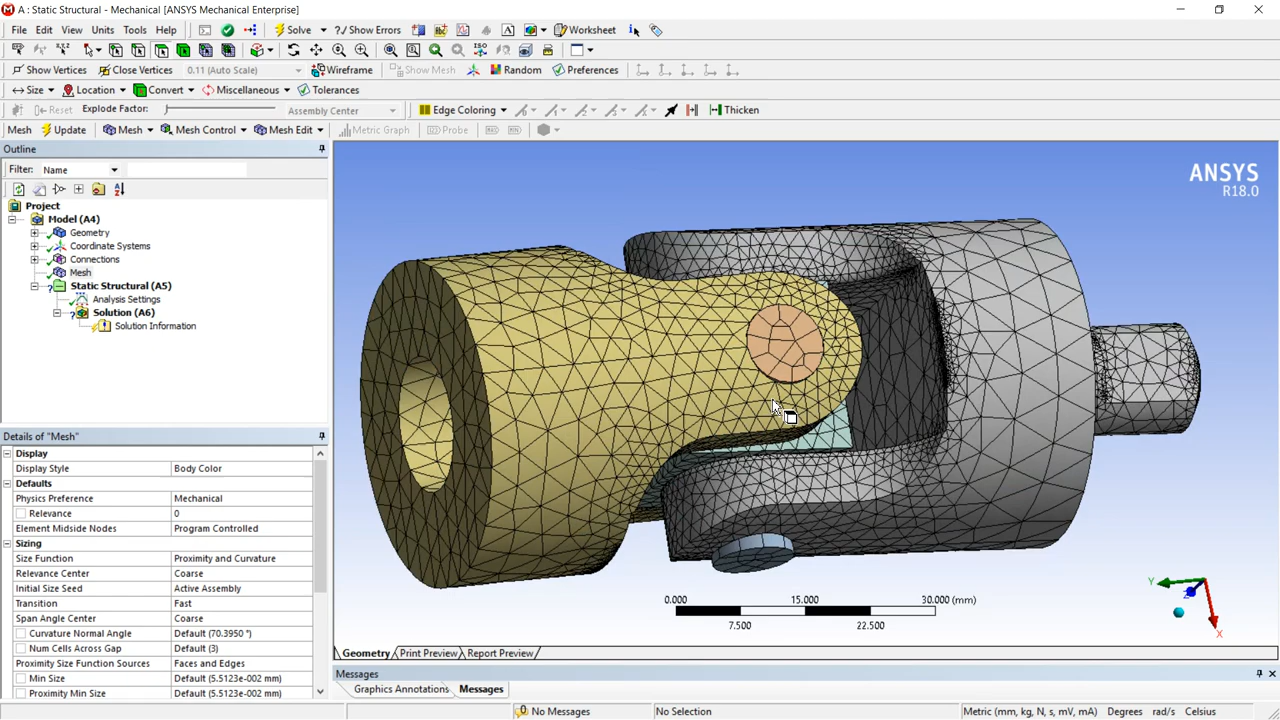 A : Static Structural - Mechanical [ANSYS Mechanical Enterprise]
File Edit View Units Tools Help Solve ?/ Show Errors Worksheet
Show Vertices Close Vertices 0.11 (Auto Scale) Wireframe Show Mesh Random Preferences
Size Location Convert Miscellaneous Tolerances
Reset Explode Factor: Assembly Center Edge Coloring Thicken
Mesh Update Mesh Mesh Control Mesh Edit Metric Graph Probe
Outline
Filter: Name
Project
Model (A4)
Geometry
Coordinate Systems
Connections
Mesh
Static Structural (A5)
Analysis Settings
Solution (A6)
Solution Information
Details of "Mesh"
Display
Display Style Body Color
Defaults
Physics Preference Mechanical
Relevance 0
Element Midside Nodes Program Controlled
Sizing
Size Function Proximity and Curvature
Relevance Center Coarse
Initial Size Seed Active Assembly
Transition Fast
Span Angle Center Coarse
Curvature Normal Angle Default (70.3950 °)
Num Cells Across Gap Default (3)
Proximity Size Function Sources Faces and Edges
Min Size Default (5.5123e-002 mm)
Proximity Min Size Default (5.5123e-002 mm)
ANSYS
R18.0
0.000 15.000 30.000 (mm)
7.500 22.500
Y
Z
X
Geometry Print Preview Report Preview
Messages
Graphics Annotations Messages
No Messages No Selection Metric (mm, kg, N, s, mV, mA) Degrees rad/s Celsius